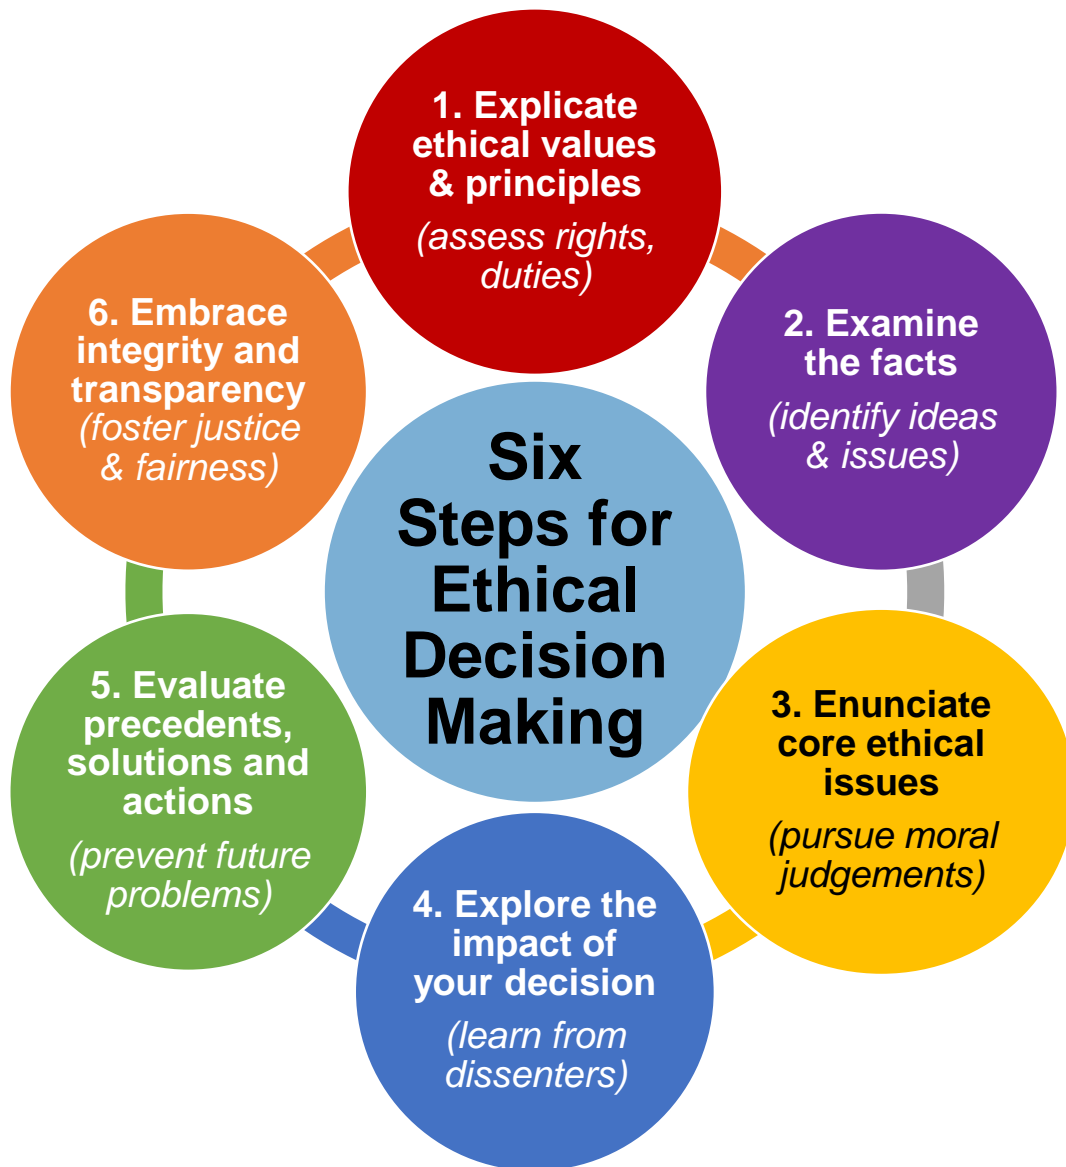 1. Explicate
ethical values
& principles
(assess rights,
duties)
2. Examine
the facts
(identify ideas
& issues)
3. Enunciate
core ethical
issues
(pursue moral
judgements)
4. Explore the
impact of
your decision
(learn from
dissenters)
5. Evaluate
precedents,
solutions and
actions
(prevent future
problems)
6. Embrace
integrity and
transparency
(foster justice
& fairness)
Six
Steps for
Ethical
Decision
Making